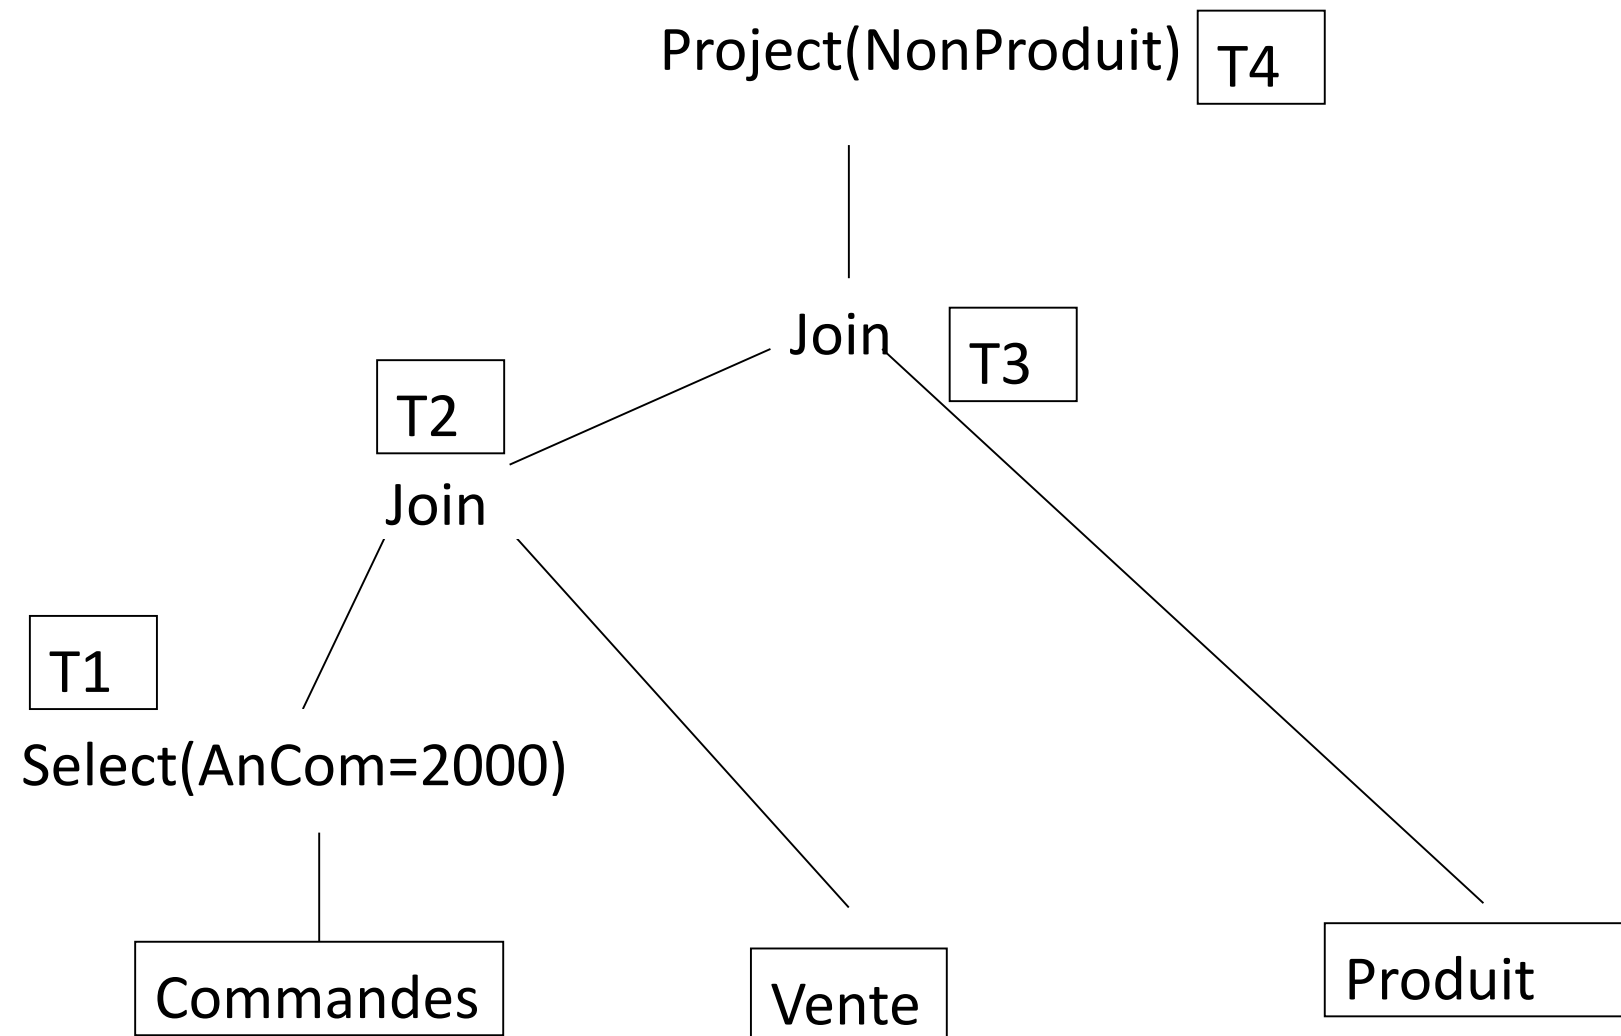 Project(NonProduit)
T4
Join
T3
T2
Join
T1
Select(AnCom=2000)
Commandes
Vente
Produit